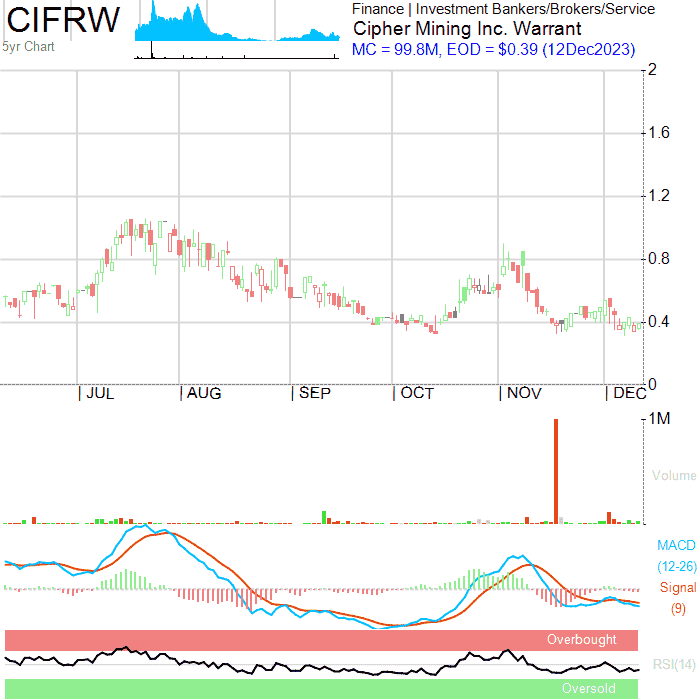 CIFRW
5yr Chart
Finance | Investment Bankers/Brokers/Service
Cipher Mining Inc. Warrant
MC = 99.8M, EOD = $0.39 (12Dec2023)
2
1.6
1.2
0.8
0.4
0
JUL AUG SEP OCT NOV DEC
1M
Volume
MACD
(12-26)
Signal
(9)
Overbought
RSI(14)
Oversold